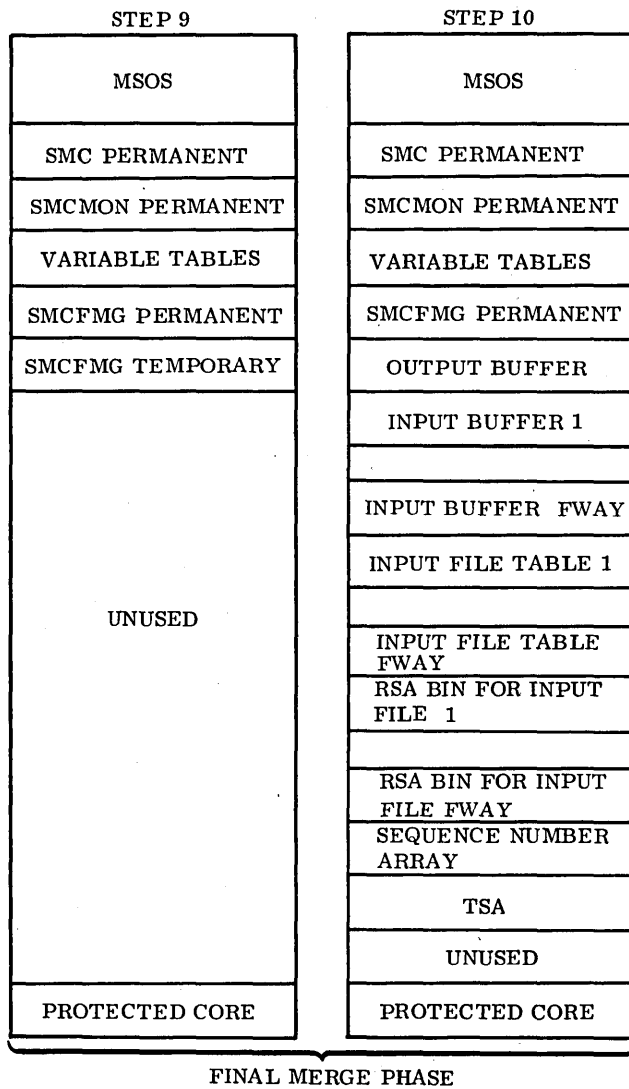 STEP 9
MSOS
SMC PERMANENT
SMCMON PERMANENT
VARIABLE TABLES
SMCFMG PERMANENT
SMCFMG TEMPORARY
UNUSED
PROTECTED CORE
STEP 10
MSOS
SMC PERMANENT
SMCMON PERMANENT
VARIABLE TABLES
SMCFMG PERMANENT
OUTPUT BUFFER
INPUT BUFFER 1
INPUT BUFFER FWAY
INPUT FILE TABLE 1
INPUT FILE TABLE
FWAY
RSA BIN FOR INPUT
FILE 1
RSA BIN FOR INPUT
FILE FWAY
SEQUENCE NUMBER
ARRAY
TSA
UNUSED
PROTECTED CORE
FINAL MERGE PHASE